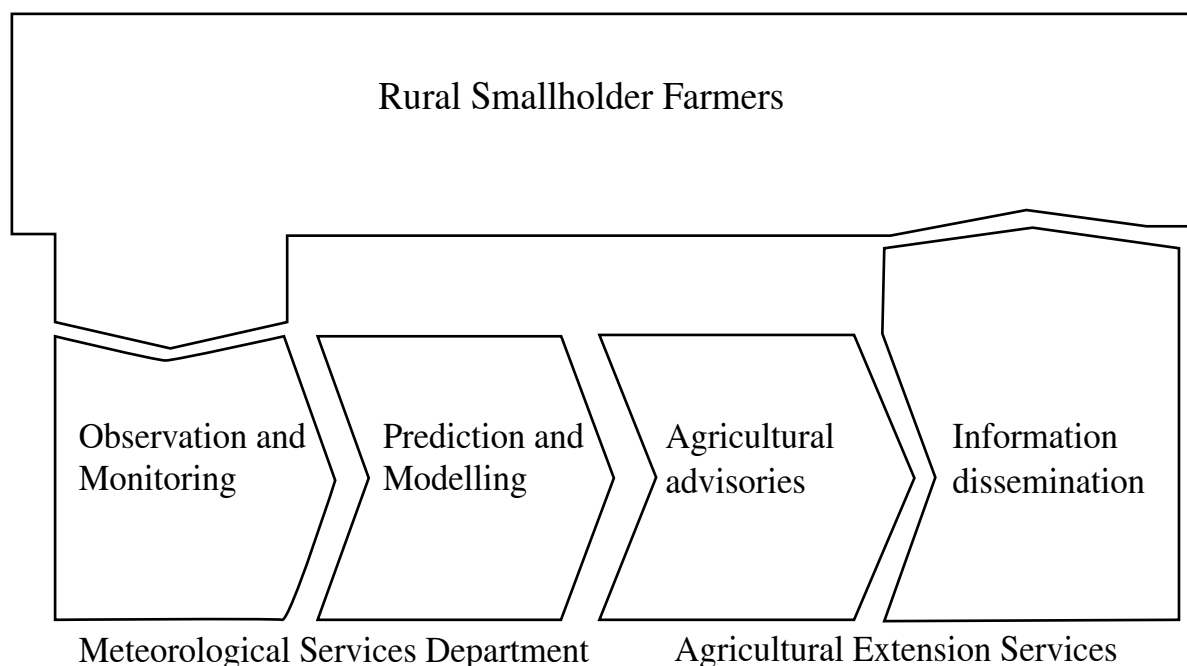 Rural Smallholder Farmers
Observation and
Monitoring
Prediction and
Modelling
Agricultural
advisories
Information
dissemination
Meteorological Services Department
Agricultural Extension Services